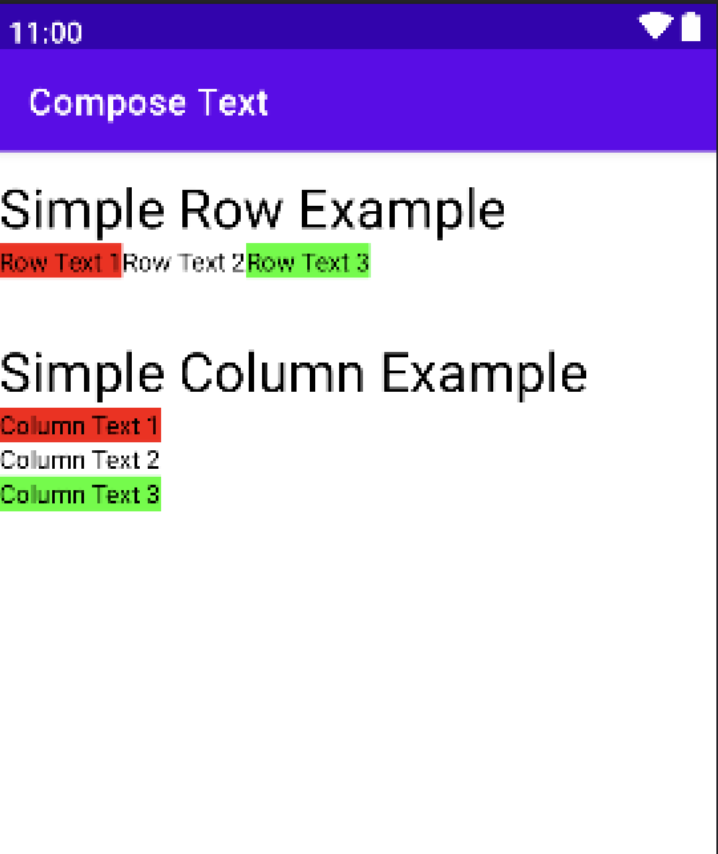 11:00
Compose Text
Simple Row Example
Row Text 1Row Text 2Row Text 3
Simple Column Example
Column Text 1
Column Text 2
Column Text 3